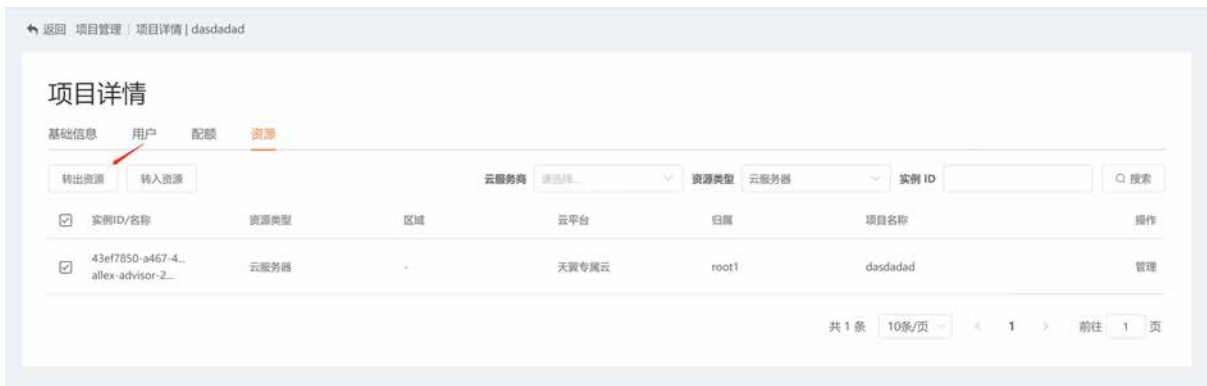 返回 项目管理 | 项目详情 | dasdadad
项目详情
基础信息 用户 配额 资源
转出资源 转入资源 云服务商 请选择... 资源类型 云服务器 实例 ID 搜索
实例ID/名称 资源类型 区域 云平台 归属 项目名称 操作
43ef7850-a467-4...
allex-advisor-2...
云服务器 - 天翼专属云 root1 dasdadad 管理
共 1 条 10条/页 < 1 > 前往 1 页